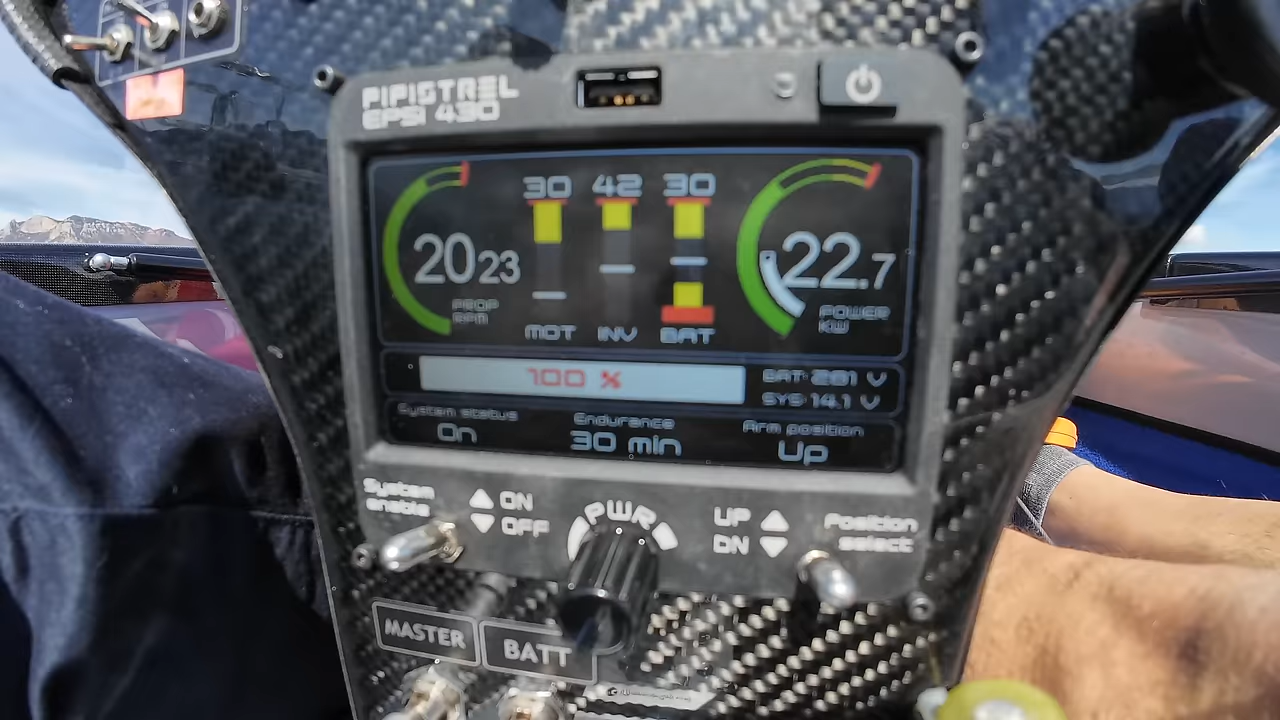 PIPISTREL
EPSI 430
30 42 30
2023
22.7
PROP
RPM
MOT INV BAT
POWER
KW
100 %
BAT 281 V
SYS 14.1 V
System status
On
Endurance
30 min
Arm position
Up
System
enable
ON
OFF
PWR
UP
DN
Position
select
MASTER
BATT